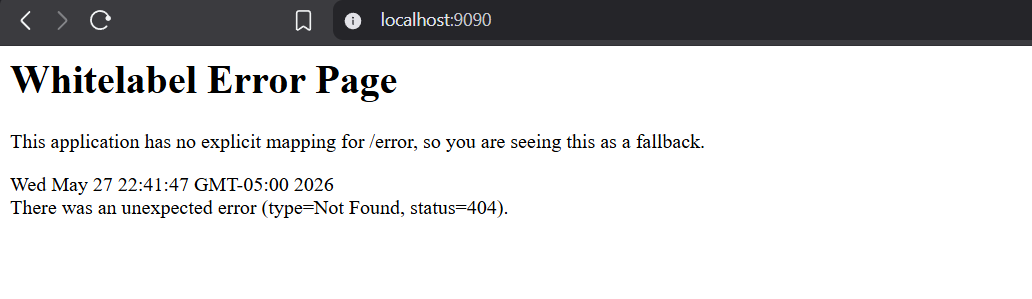 localhost:9090
Whitelabel Error Page
This application has no explicit mapping for /error, so you are seeing this as a fallback.
Wed May 27 22:41:47 GMT-05:00 2026
There was an unexpected error (type=Not Found, status=404).